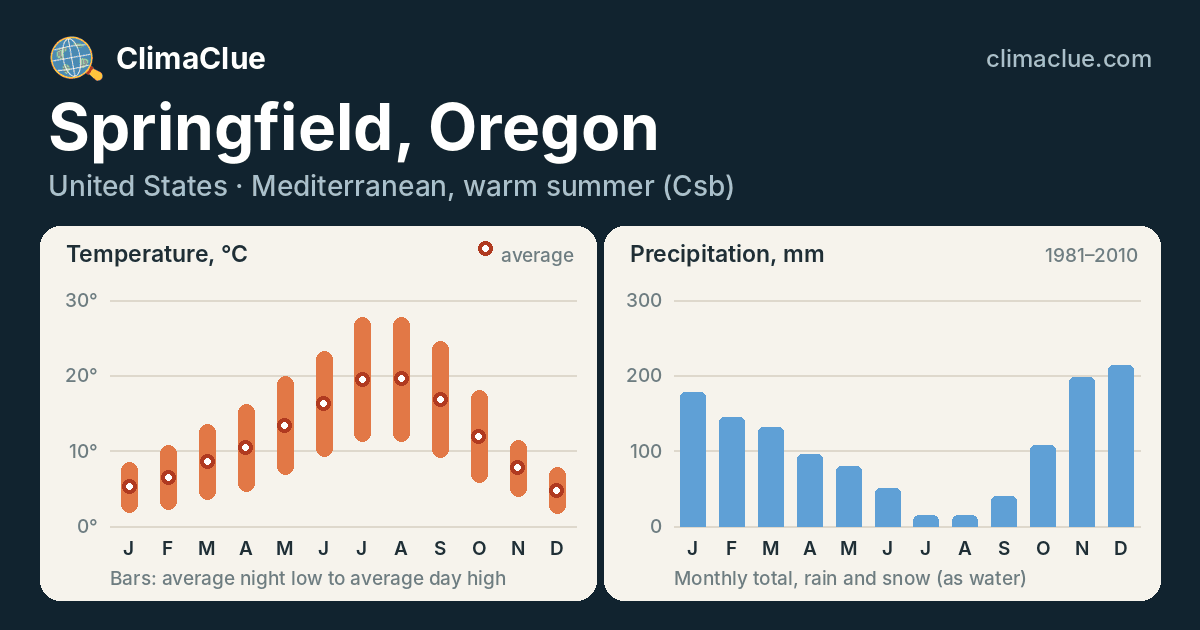 ClimaClue
climaclue.com
Springfield, Oregon
United States · Mediterranean, warm summer (Csb)
Temperature, °C
average
30°
20°
10°
0°
J F M A M J J A S O N D
Bars: average night low to average day high
Precipitation, mm
1981–2010
300
200
100
0
J F M A M J J A S O N D
Monthly total, rain and snow (as water)